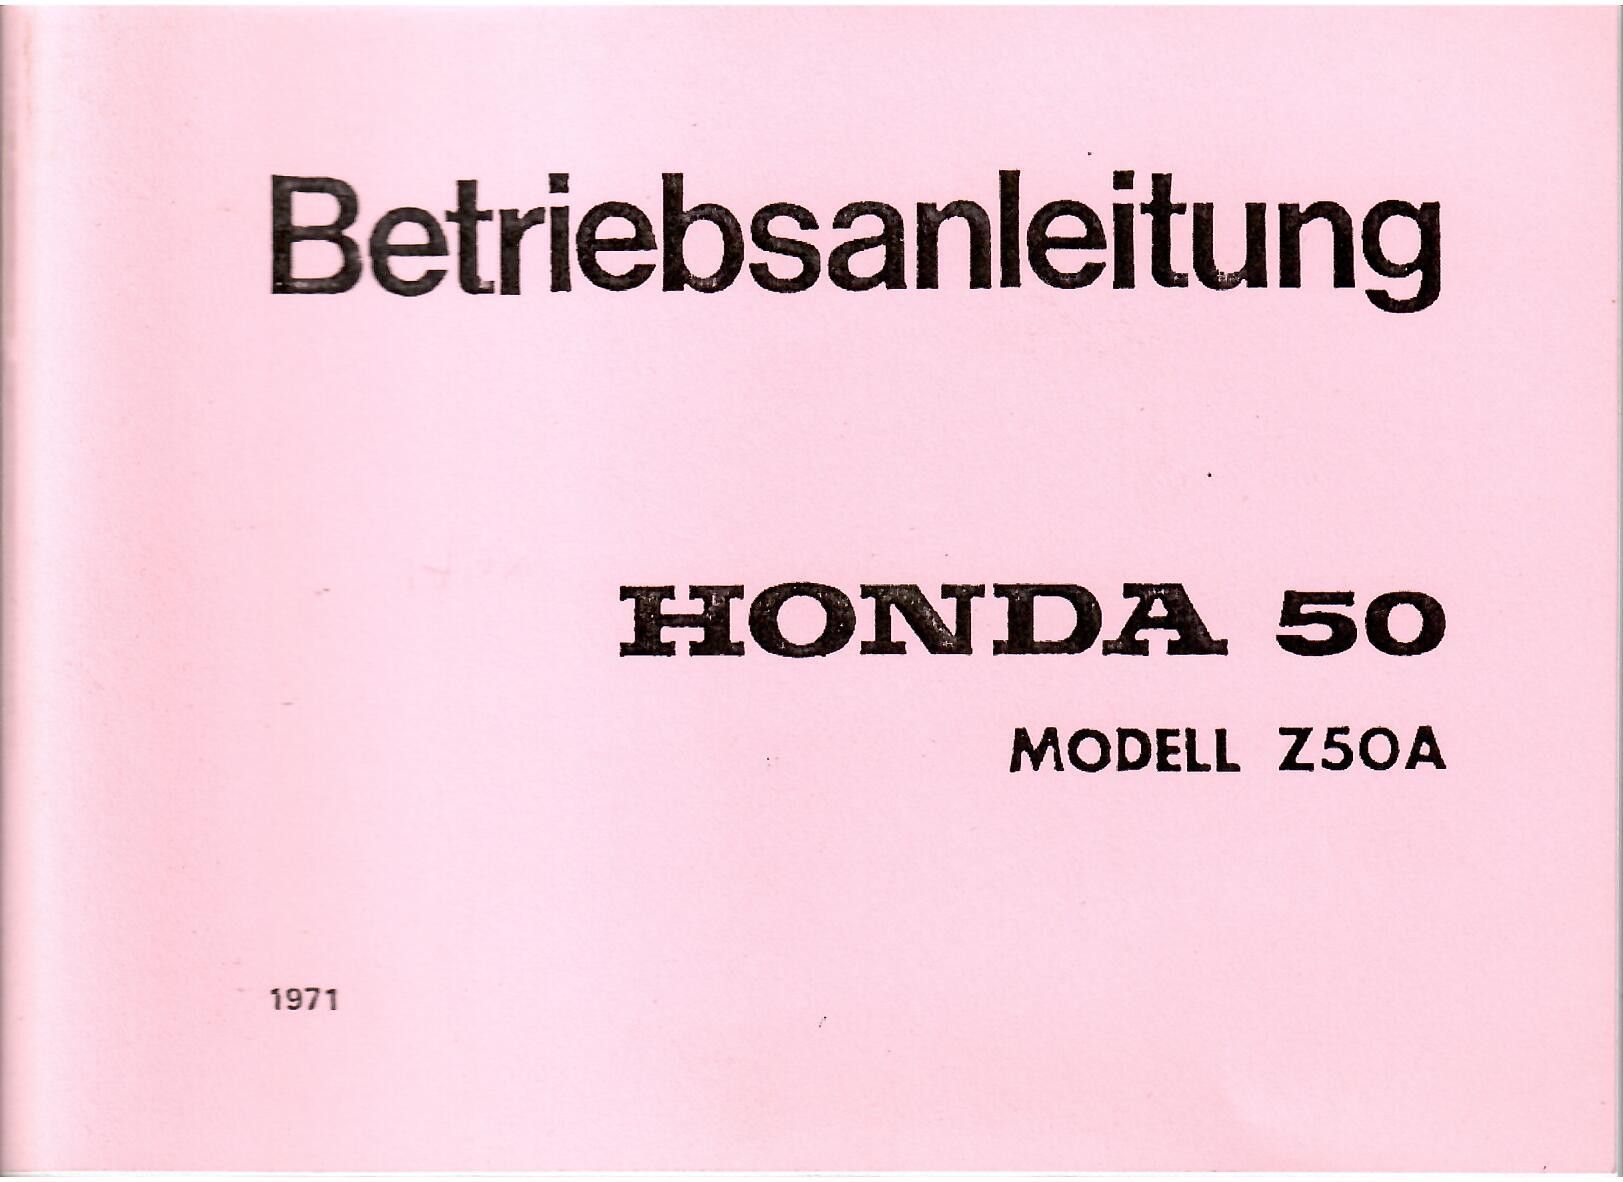 Betriebsanleitung
HONDA 50
MODELL Z50A
1971